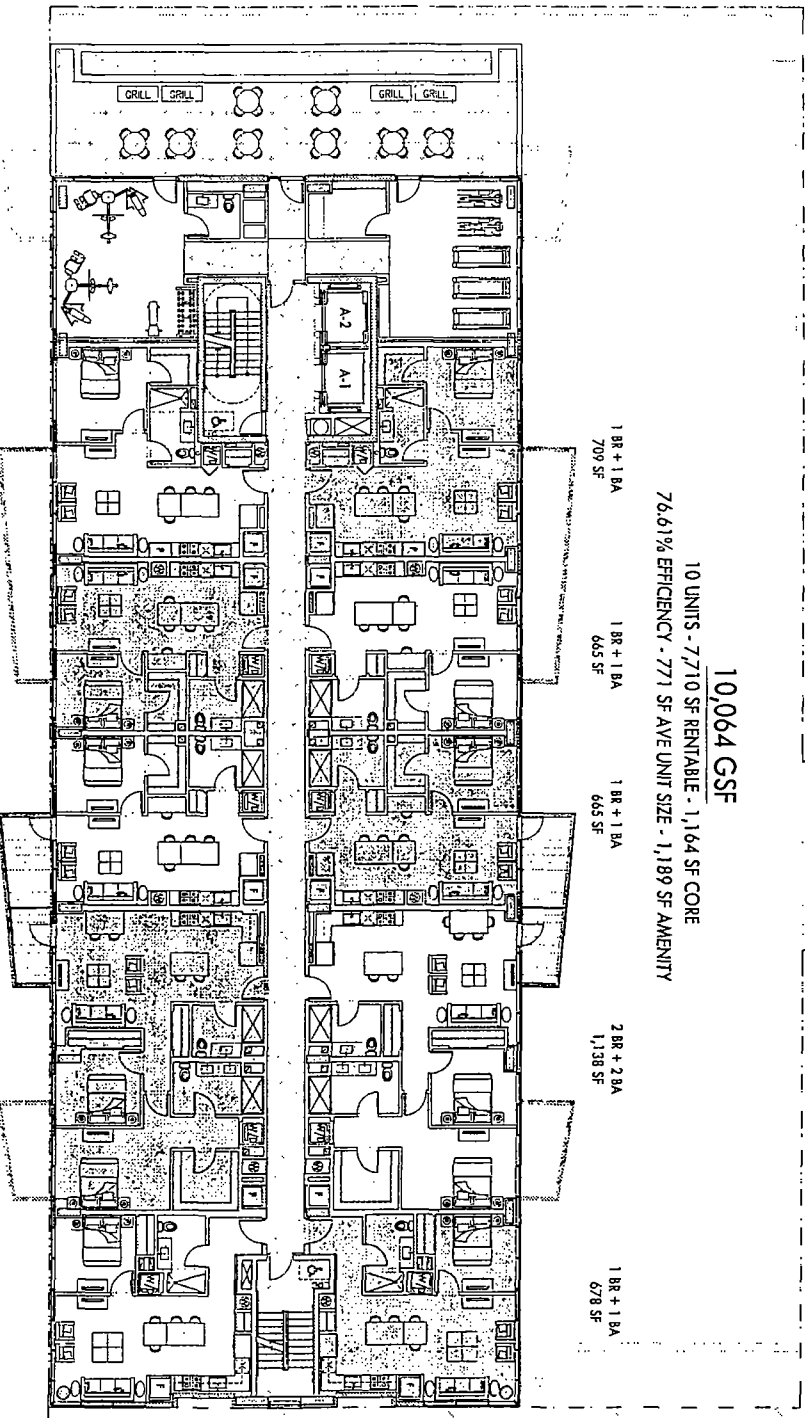 10,064 GSF
10 UNITS - 7,710 SF RENTABLE - 1,164 SF CORE
76.61% EFFICIENCY - 771 SF AVE UNIT SIZE - 1,189 SF AMENITY
1 BR + 1 BA
709 SF
1 BR + 1 BA
665 SF
1 BR + 1 BA
665 SF
2 BR + 2 BA
1,138 SF
1 BR + 1 BA
678 SF
GRILL
GRILL
GRILL
GRILL
A-2
A-1